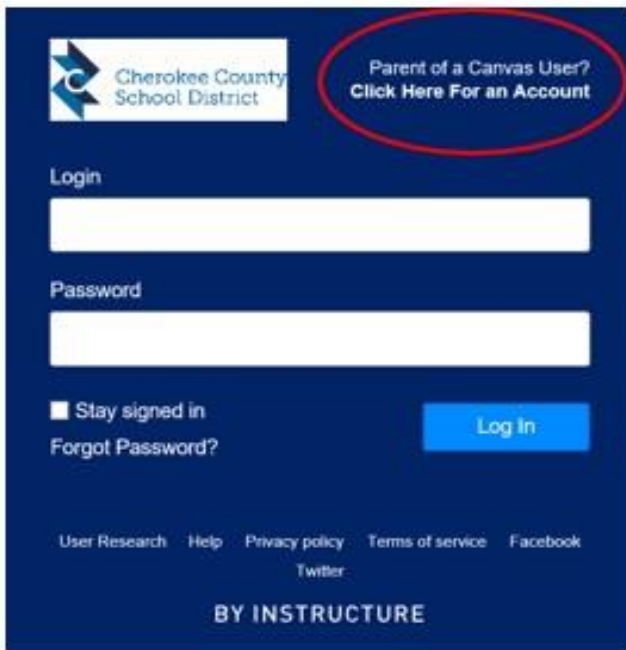 C
Cherokee County
School District
Parent of a Canvas User?
Click Here For an Account
Login
Password
Stay signed in
Log In
Forgot Password?
User Research Help Privacy policy Terms of service Facebook
Twitter
BY INSTRUCTURE